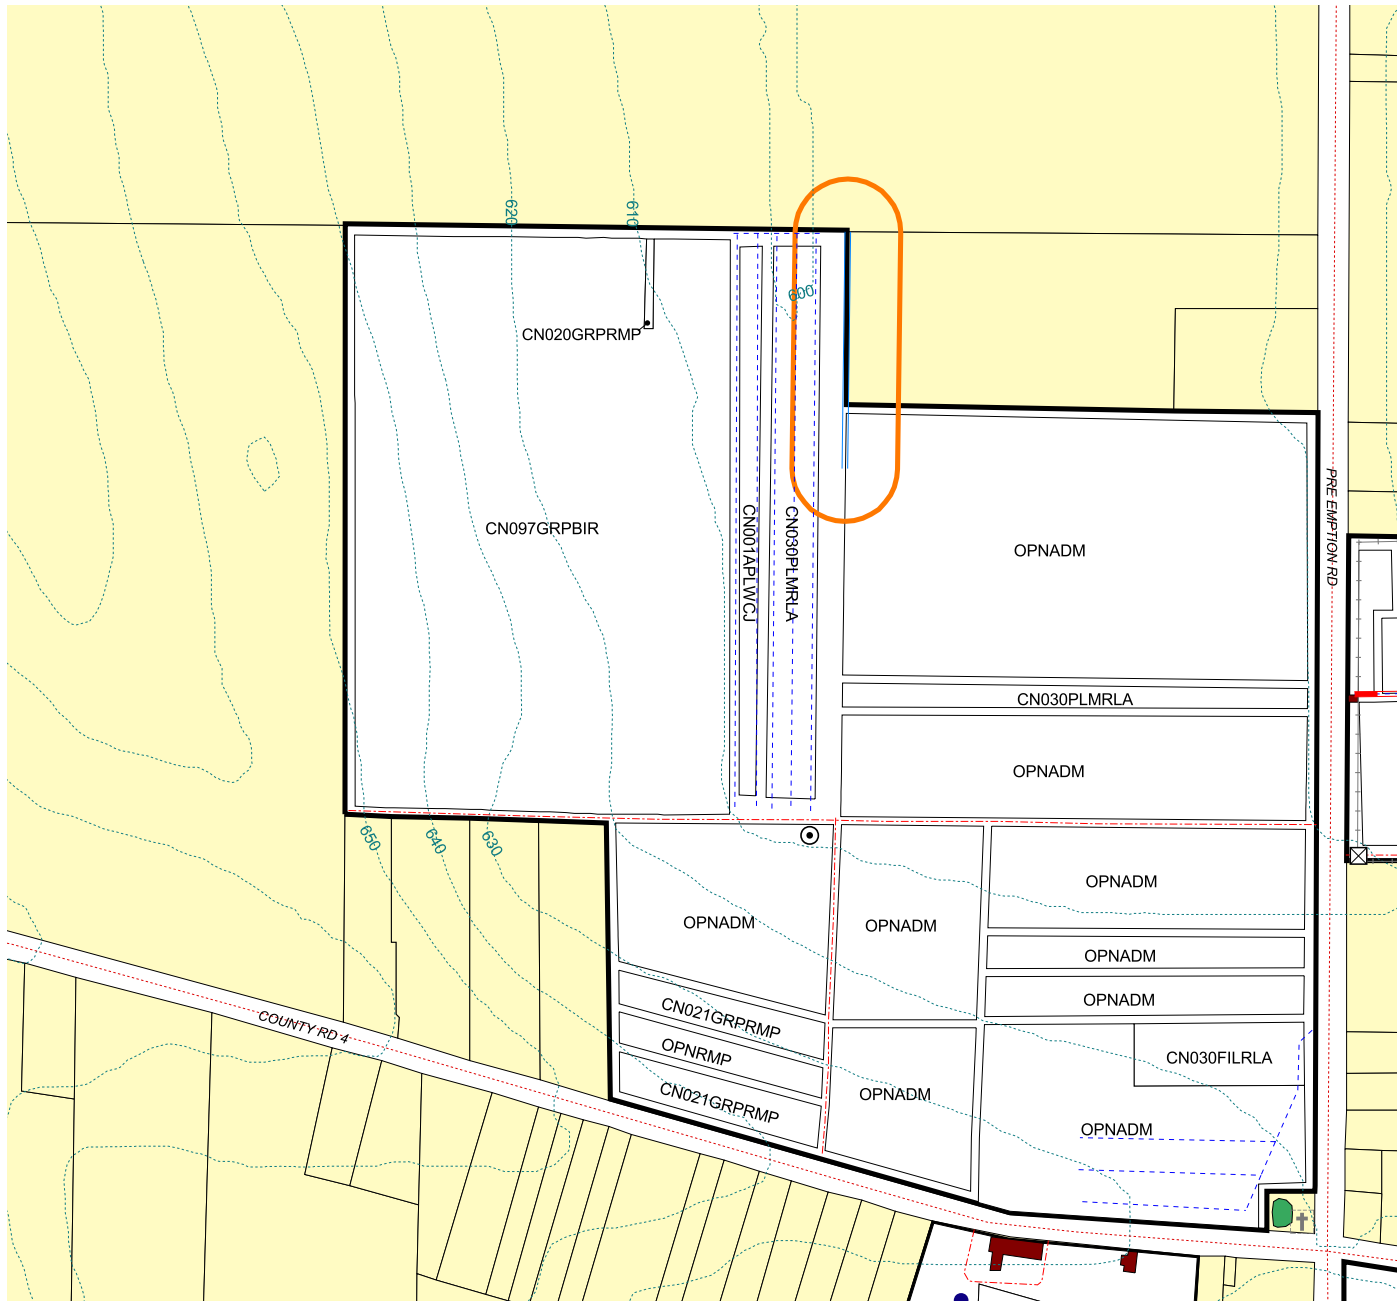 620
610
600
CN020GRPRMP
PRE EMPTION RD
CN097GRPBIR
CN001APLWCJ
CN030PLMRLA
OPNADM
CN030PLMRLA
OPNADM
650
640
630
OPNADM
OPNADM
OPNADM
OPNADM
OPNADM
CN021GRPRMP
COUNTY RD 4
OPNRMP
CN030FILRLA
CN021GRPRMP
OPNADM
OPNADM